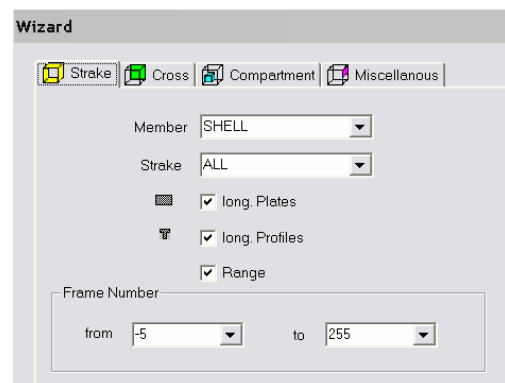 Wizard
Strake Cross Compartment Miscellanous
Member SHELL
Strake ALL
long. Plates
long. Profiles
Range
Frame Number
from -5 to 255